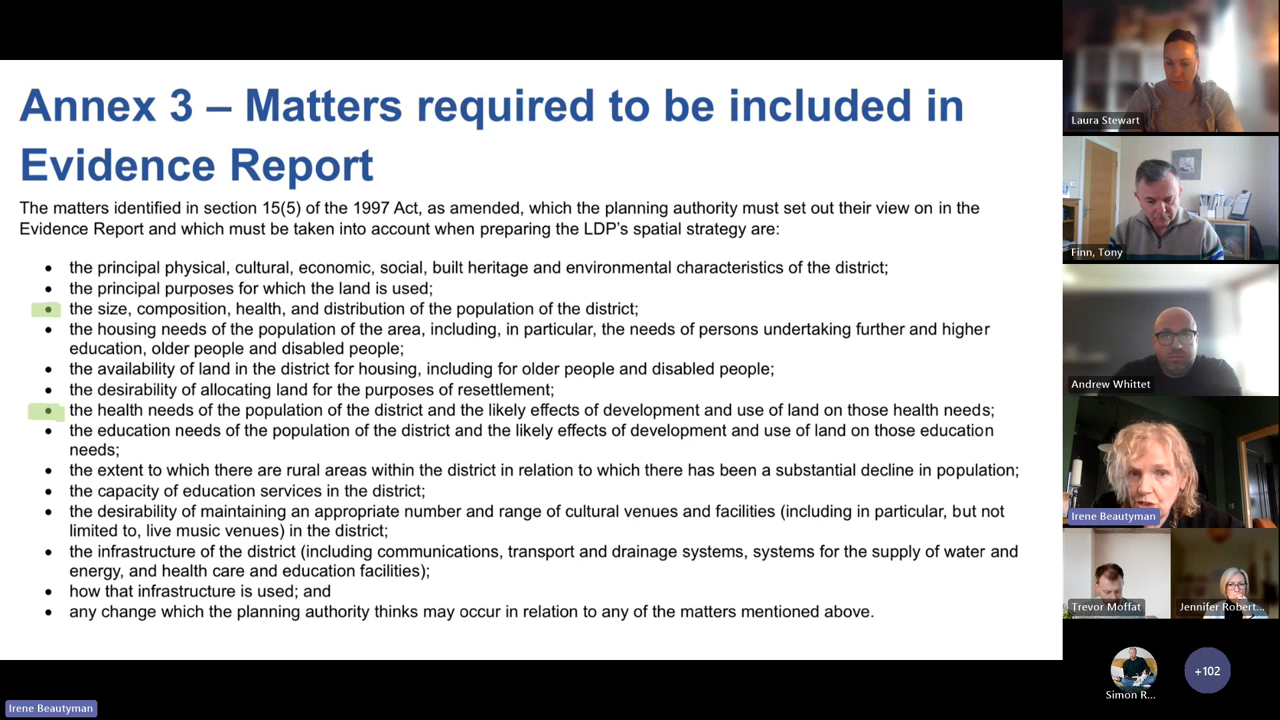 Annex 3 – Matters required to be included in
Evidence Report
The matters identified in section 15(5) of the 1997 Act, as amended, which the planning authority must set out their view on in the
Evidence Report and which must be taken into account when preparing the LDP's spatial strategy are:
• the principal physical, cultural, economic, social, built heritage and environmental characteristics of the district;
• the principal purposes for which the land is used;
• the size, composition, health, and distribution of the population of the district;
• the housing needs of the population of the area, including, in particular, the needs of persons undertaking further and higher
education, older people and disabled people;
• the availability of land in the district for housing, including for older people and disabled people;
• the desirability of allocating land for the purposes of resettlement;
• the health needs of the population of the district and the likely effects of development and use of land on those health needs;
• the education needs of the population of the district and the likely effects of development and use of land on those education
needs;
• the extent to which there are rural areas within the district in relation to which there has been a substantial decline in population;
• the capacity of education services in the district;
• the desirability of maintaining an appropriate number and range of cultural venues and facilities (including in particular, but not
limited to, live music venues) in the district;
• the infrastructure of the district (including communications, transport and drainage systems, systems for the supply of water and
energy, and health care and education facilities);
• how that infrastructure is used; and
• any change which the planning authority thinks may occur in relation to any of the matters mentioned above.
Laura Stewart
Finn, Tony
Andrew Whittet
Irene Beautyman
Trevor Moffat
Jennifer Robert...
Simon R...
+102
Irene Beautyman